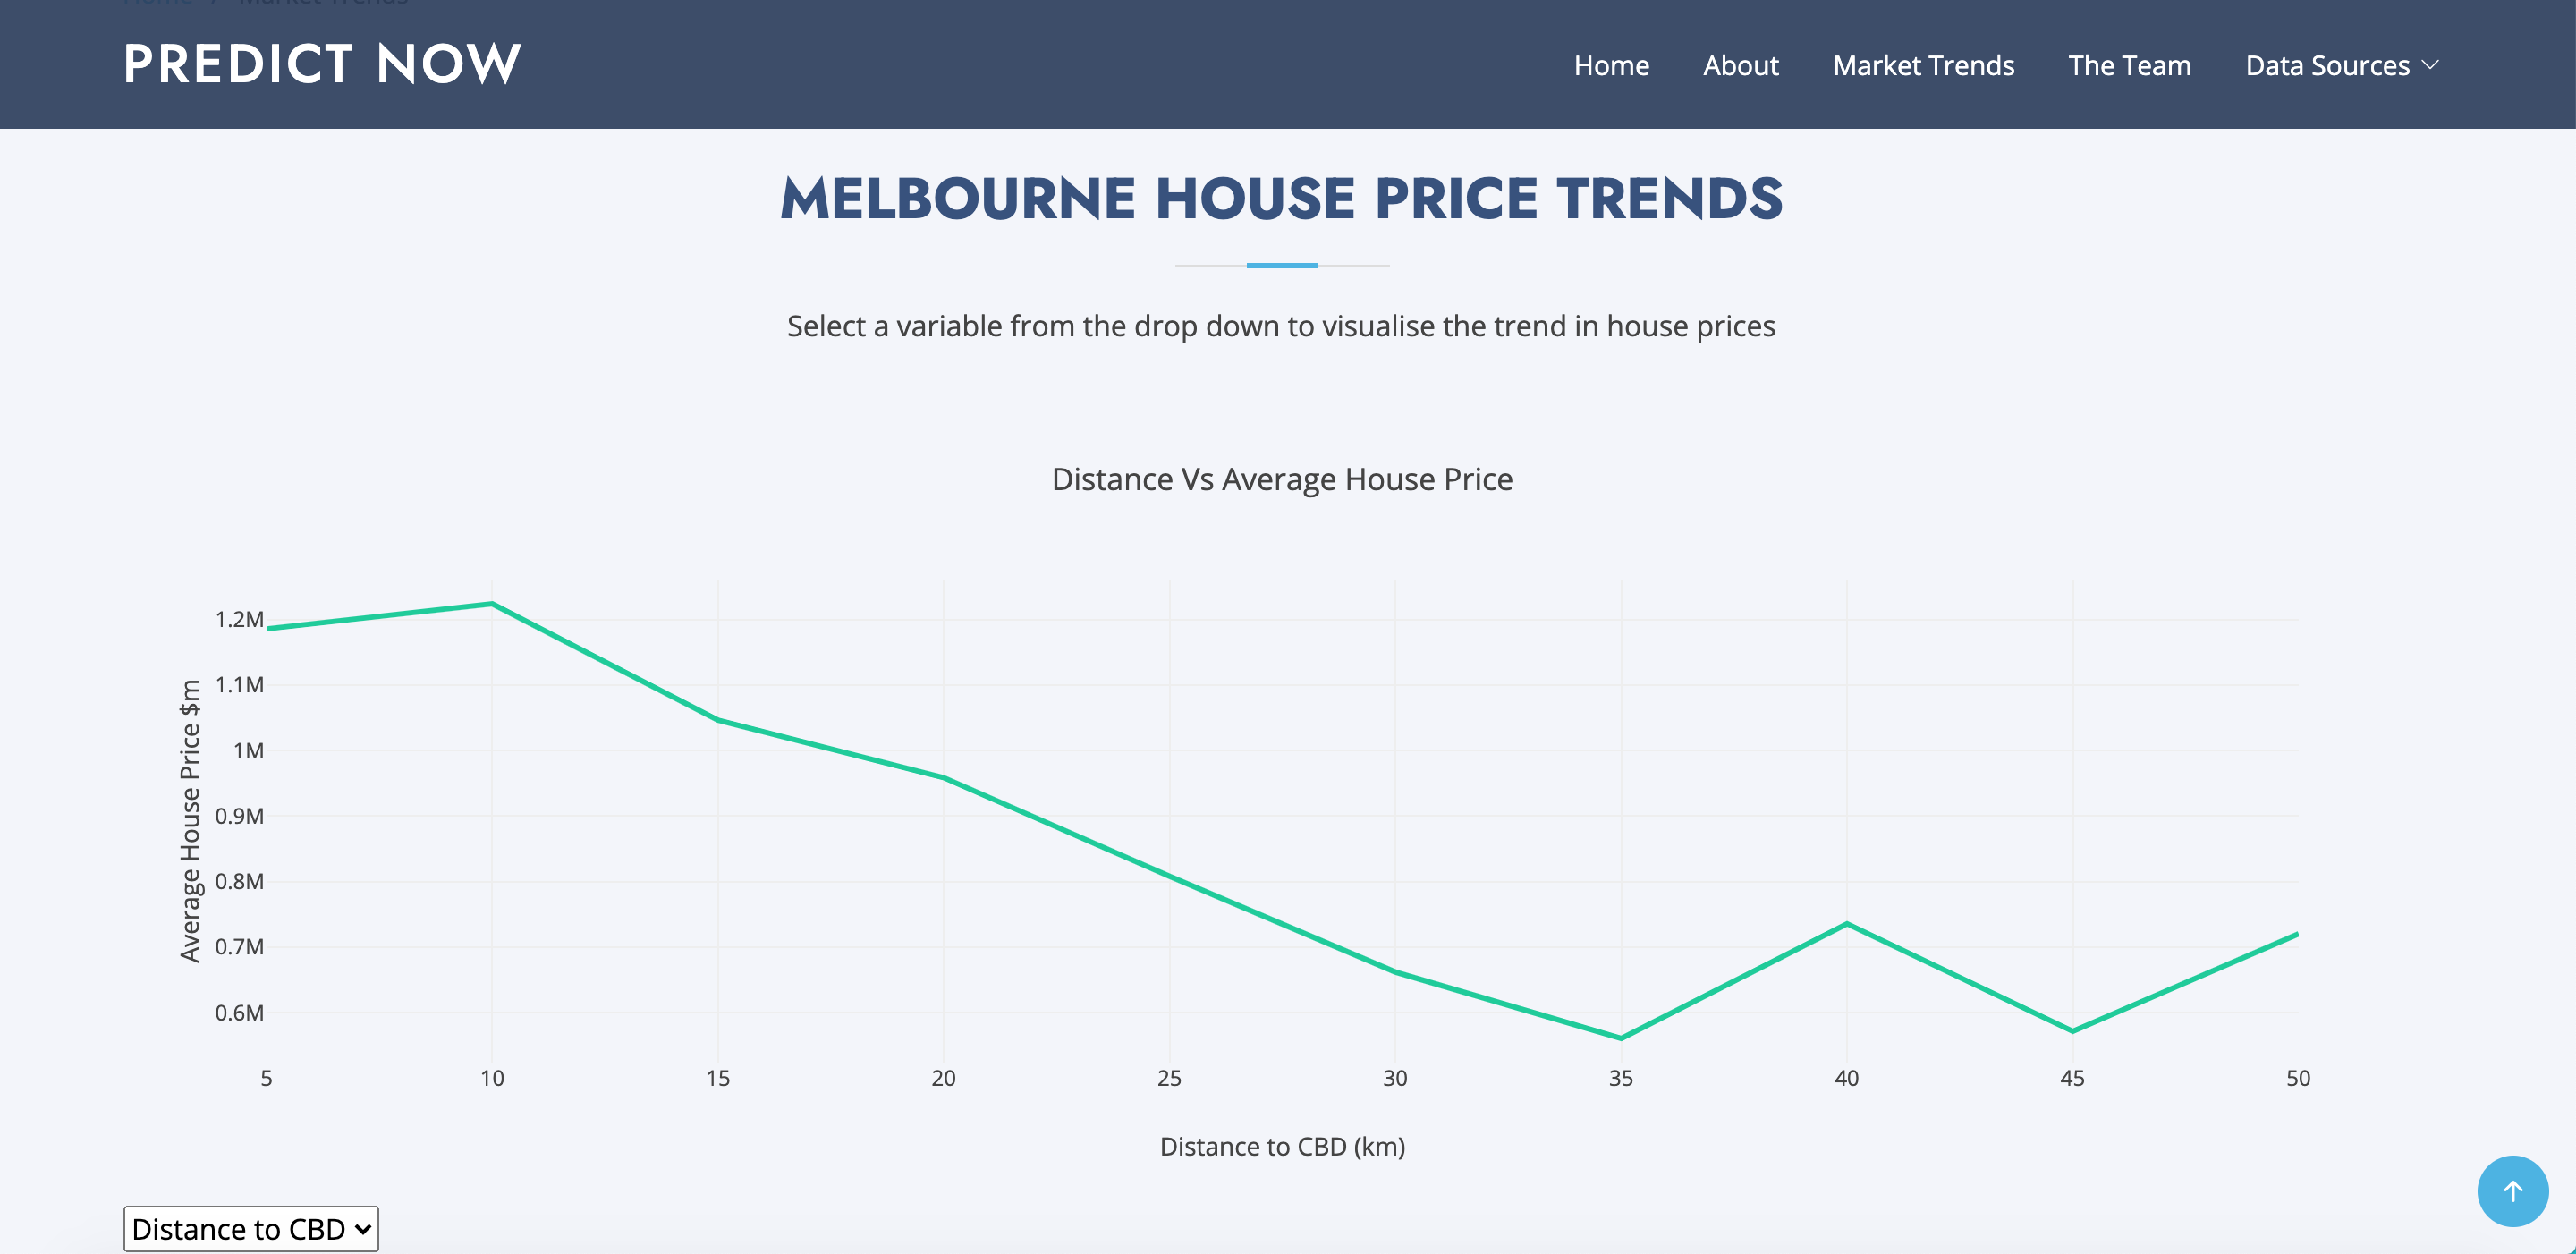 PREDICT NOW
Home About Market Trends The Team Data Sources
MELBOURNE HOUSE PRICE TRENDS
Select a variable from the drop down to visualise the trend in house prices
Distance Vs Average House Price
Average House Price $m
1.2M
1.1M
1M
0.9M
0.8M
0.7M
0.6M
5 10 15 20 25 30 35 40 45 50
Distance to CBD (km)
Distance to CBD